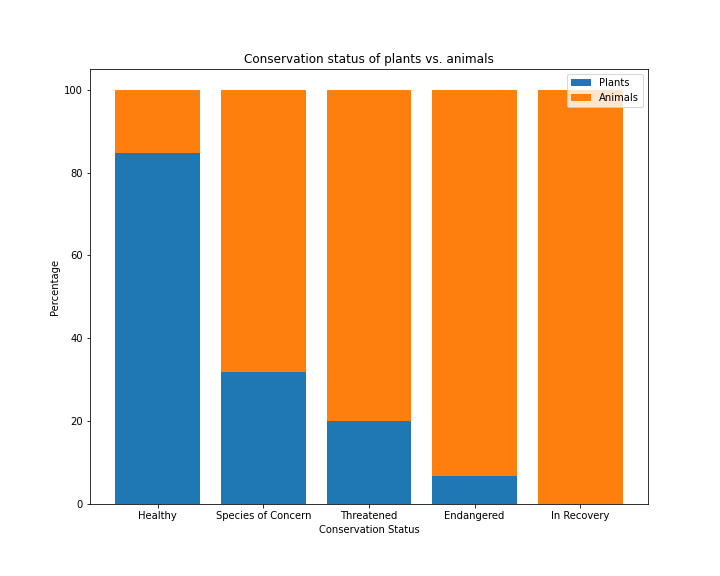 Conservation status of plants vs. animals
Plants
Animals
100
80
60
40
20
0
Percentage
Healthy
Species of Concern
Threatened
Endangered
In Recovery
Conservation Status